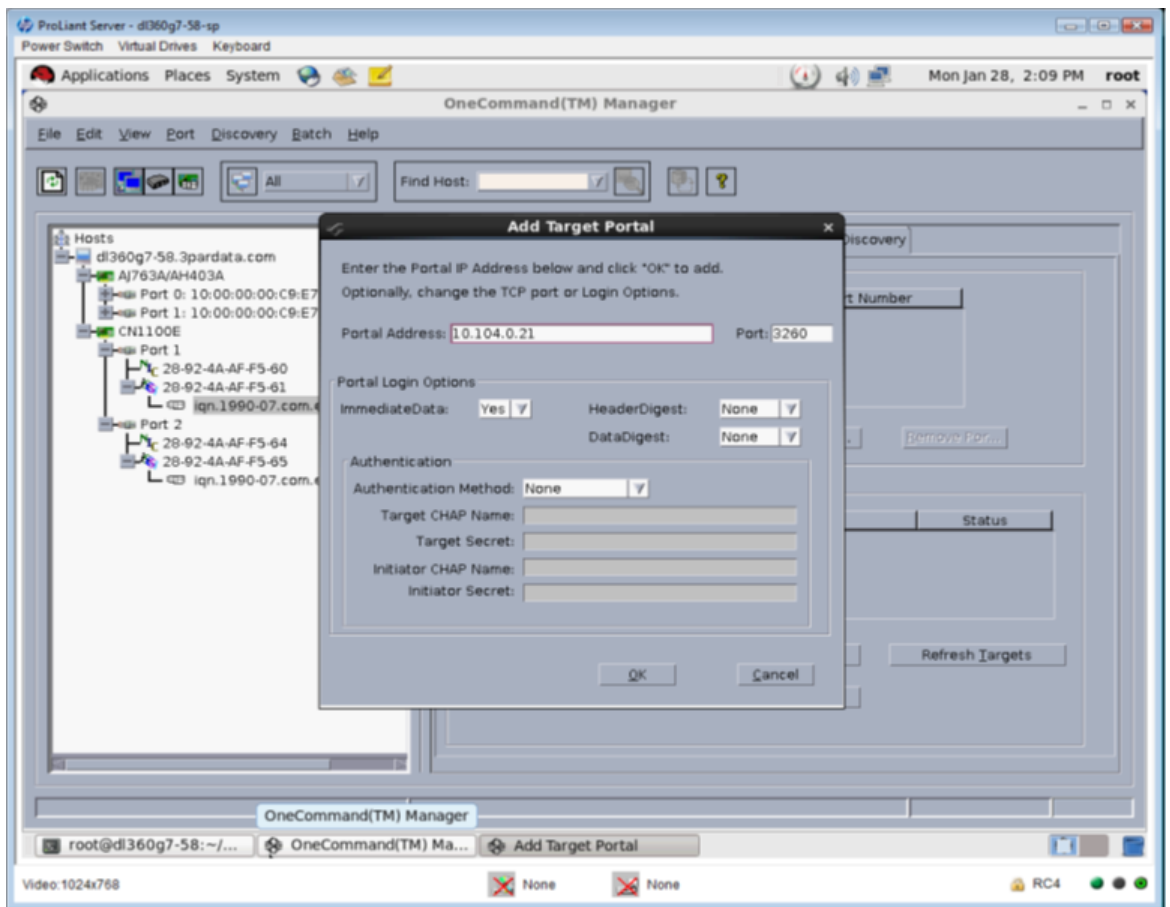 ProLiant Server - dl360g7-58-sp
Power Switch Virtual Drives Keyboard
Applications Places System Mon Jan 28, 2:09 PM root
OneCommand(TM) Manager
File Edit View Port Discovery Batch Help
All Find Host:
Add Target Portal
Hosts
Discovery
dl360g7-58.3pardata.com
AJ763A/AH403A
Port 0: 10:00:00:00:C9:E7
Port 1: 10:00:00:00:C9:E7
CN1100E
Port 1
28-92-4A-AF-F5-60
28-92-4A-AF-F5-61
iqn.1990-07.com.e
Port 2
28-92-4A-AF-F5-64
28-92-4A-AF-F5-65
iqn.1990-07.com.e
Enter the Portal IP Address below and click "OK" to add.
Optionally, change the TCP port or Login Options.
Portal Address: 10.104.0.21 Port: 3260
Portal Login Options
ImmediateData: Yes HeaderDigest: None
DataDigest: None
Authentication
Authentication Method: None
Target CHAP Name:
Target Secret:
Initiator CHAP Name:
Initiator Secret:
OK Cancel
rt Number
Remove Por...
Status
Refresh Targets
OneCommand(TM) Manager
root@dl360g7-58:~/... OneCommand(TM) Ma... Add Target Portal
Video:1024x768 None None RC4